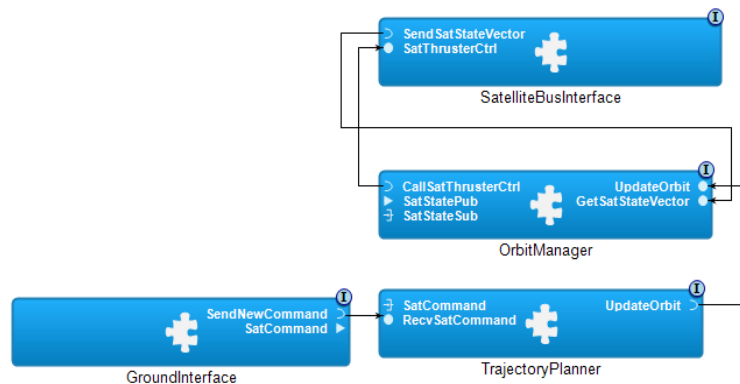 I
SendSatStateVector
SatThrusterCtrl
SatelliteBusInterface
I
CallSatThrusterCtrl
UpdateOrbit
SatStatePub
GetSatStateVector
SatStateSub
OrbitManager
I
SendNewCommand
SatCommand
GroundInterface
I
SatCommand
UpdateOrbit
RecvSatCommand
TrajectoryPlanner